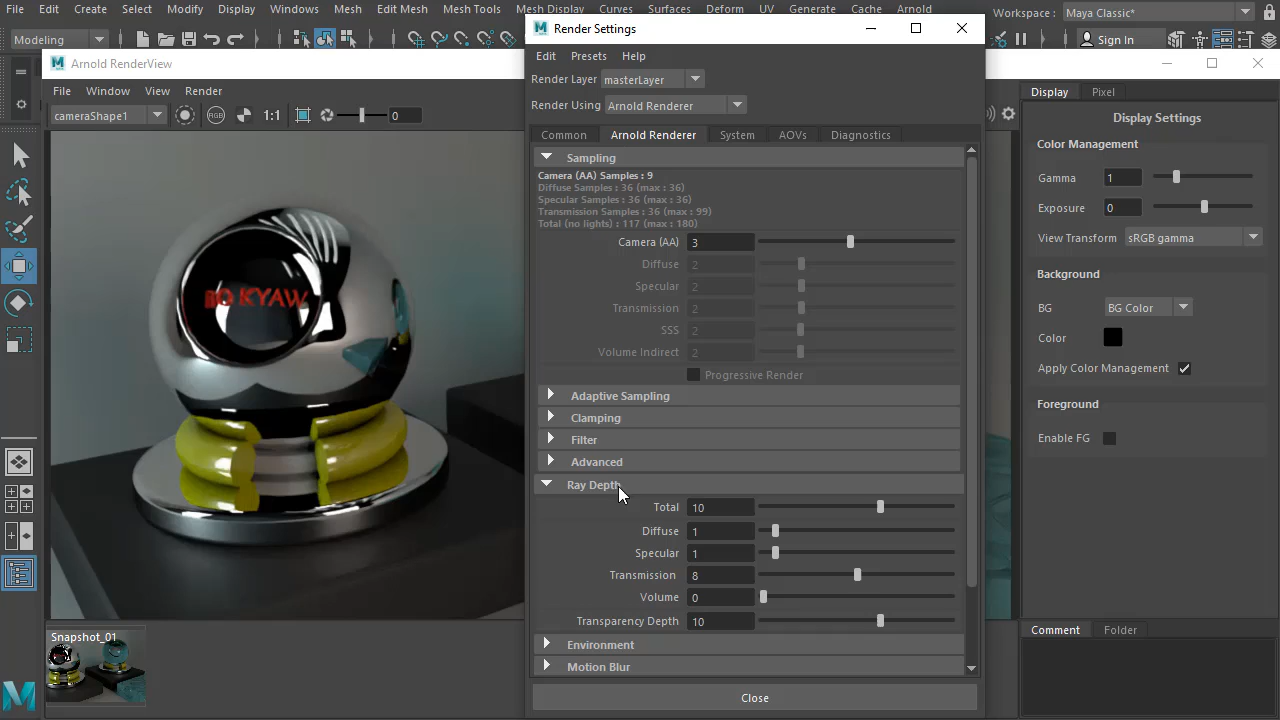 File Edit Create Select Modify Display Windows Mesh Edit Mesh Mesh Tools Mesh Display Curves Surfaces Deform UV Generate Cache Arnold
Workspace : Maya Classic*
Modeling
Sign In
Arnold RenderView
File Window View Render
cameraShape1
RGB
1:1
0
BO KYAW
Snapshot_01
Render Settings
Edit Presets Help
Render Layer masterLayer
Render Using Arnold Renderer
Common Arnold Renderer System AOVs Diagnostics
Sampling
Camera (AA) Samples : 9
Diffuse Samples : 36 (max : 36)
Specular Samples : 36 (max : 36)
Transmission Samples : 36 (max : 99)
Total (no lights) : 117 (max : 180)
Camera (AA) 3
Diffuse 2
Specular 2
Transmission 2
SSS 2
Volume Indirect 2
Progressive Render
Adaptive Sampling
Clamping
Filter
Advanced
Ray Depth
Total 10
Diffuse 1
Specular 1
Transmission 8
Volume 0
Transparency Depth 10
Environment
Motion Blur
Close
Display Pixel
Display Settings
Color Management
Gamma 1
Exposure 0
View Transform sRGB gamma
Background
BG BG Color
Color
Apply Color Management
Foreground
Enable FG
Comment Folder